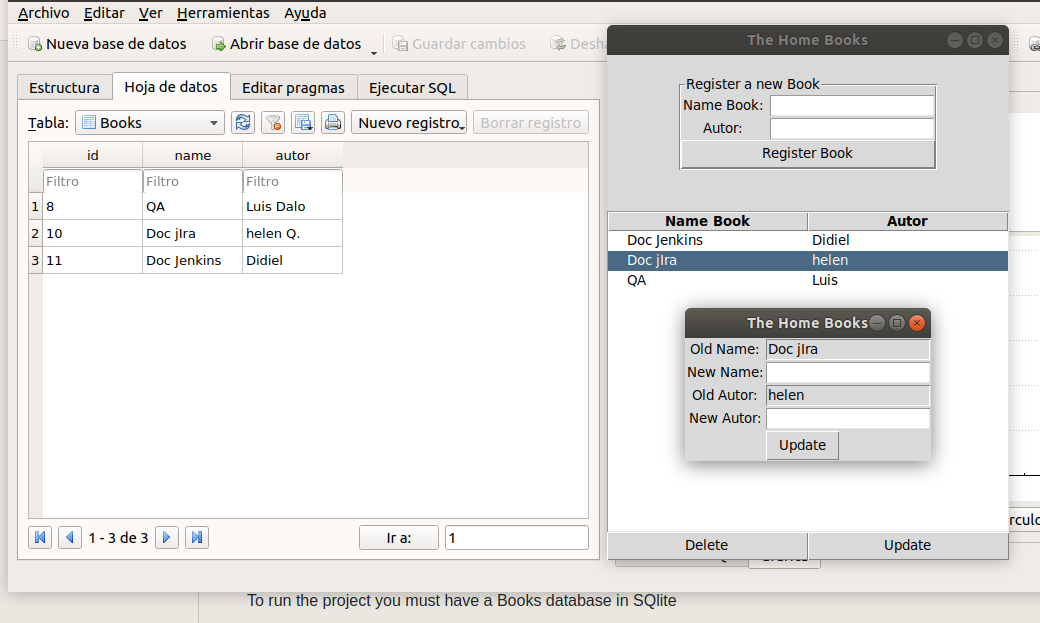 Archivo Editar Ver Herramientas Ayuda
Nueva base de datos Abrir base de datos Guardar cambios Desha
Estructura Hoja de datos Editar pragmas Ejecutar SQL
Tabla: Books Nuevo registro Borrar registro
id name autor
Filtro Filtro Filtro
1 8 QA Luis Dalo
2 10 Doc jIra helen Q.
3 11 Doc Jenkins Didiel
1 - 3 de 3 Ir a: 1
The Home Books
Register a new Book
Name Book:
Autor:
Register Book
Name Book Autor
Doc Jenkins Didiel
Doc jIra helen
QA Luis
The Home Books
Old Name: Doc jIra
New Name:
Old Autor: helen
New Autor:
Update
Delete Update
rculo
To run the project you must have a Books database in SQlite